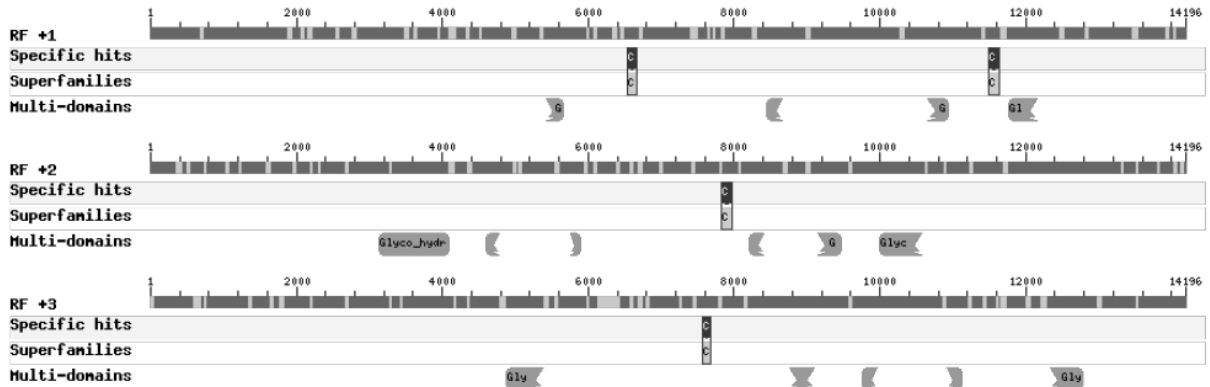 1 2000 4000 6000 8000 10000 12000 14196
RF +1
Specific hits C C
Superfamilies C C
Multi-domains G G Gl
1 2000 4000 6000 8000 10000 12000 14196
RF +2
Specific hits C
Superfamilies C
Multi-domains Glyco_hydr G Glyc
1 2000 4000 6000 8000 10000 12000 14196
RF +3
Specific hits C
Superfamilies C
Multi-domains Gly Gly